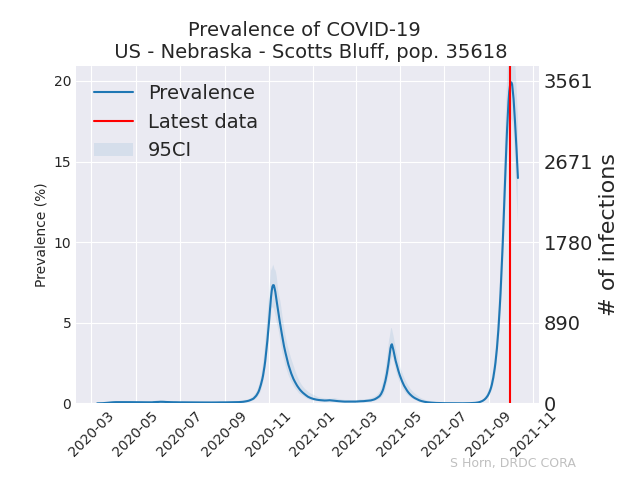 Prevalence of COVID-19
US - Nebraska - Scotts Bluff, pop. 35618
Prevalence
Latest data
95CI
Prevalence (%)
20
15
10
5
0
3561
2671
1780
890
0
# of infections
2020-03
2020-05
2020-07
2020-09
2020-11
2021-01
2021-03
2021-05
2021-07
2021-09
2021-11
S Horn, DRDC CORA